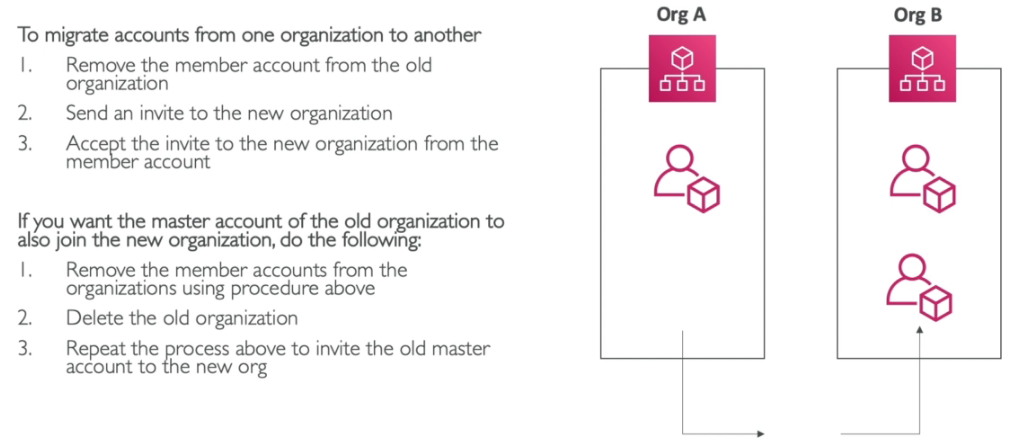 Org A
Org B
To migrate accounts from one organization to another
1. Remove the member account from the old
organization
2. Send an invite to the new organization
3. Accept the invite to the new organization from the
member account
If you want the master account of the old organization to
also join the new organization, do the following:
1. Remove the member accounts from the
organizations using procedure above
2. Delete the old organization
3. Repeat the process above to invite the old master
account to the new org